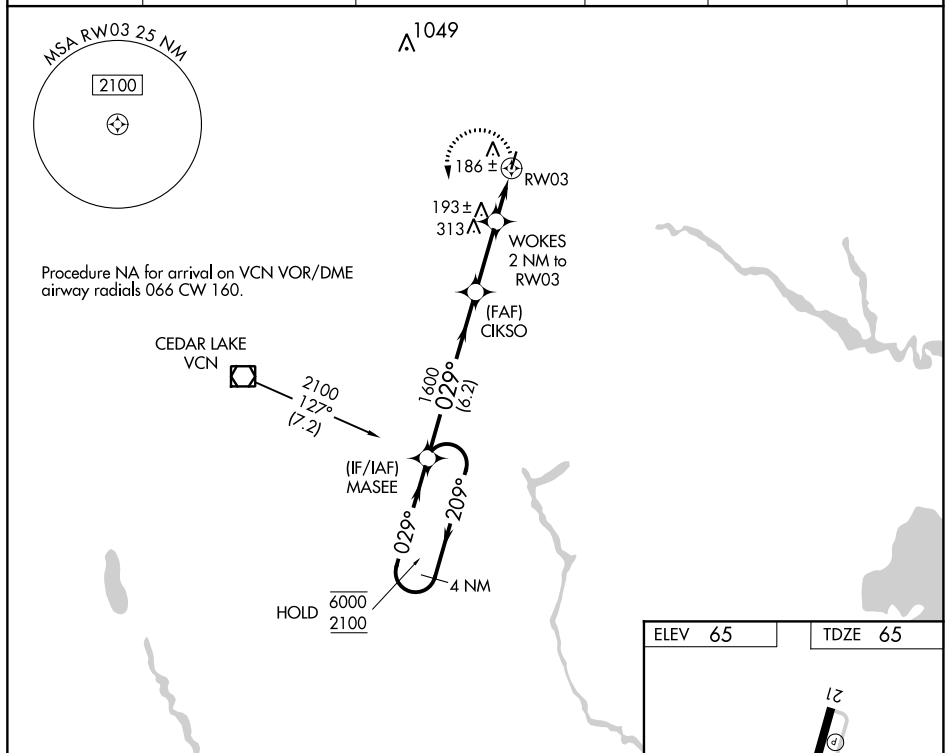 MSA RW03 25 NM
2100
1049
186 ±
RW03
193 ±
313
WOKES
2 NM to
RW03
Procedure NA for arrival on VCN VOR/DME
airway radials 066 CW 160.
(FAF)
CIKSO
CEDAR LAKE
VCN
2100
127°
(7.2)
1600
029°
(6.2)
(IF/IAF)
MASEE
029°
209°
4 NM
HOLD
6000
2100
ELEV 65
TDZE 65
21
P